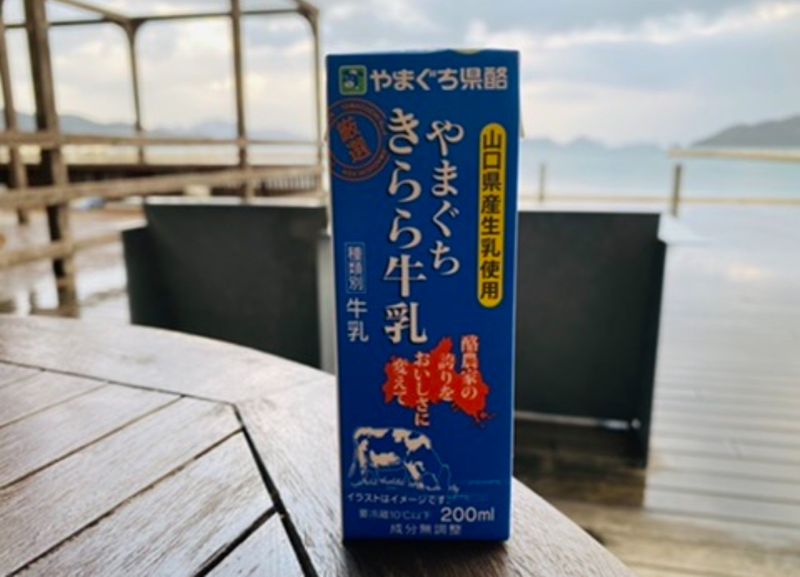 やまぐち県酪
厳選
山口県産生乳使用
やまぐち
きらら牛乳
種類別
牛乳
酪農家の
誇りを
おいしさに
変えて
イラストはイメージです
要冷蔵10℃以下
200ml
成分無調整